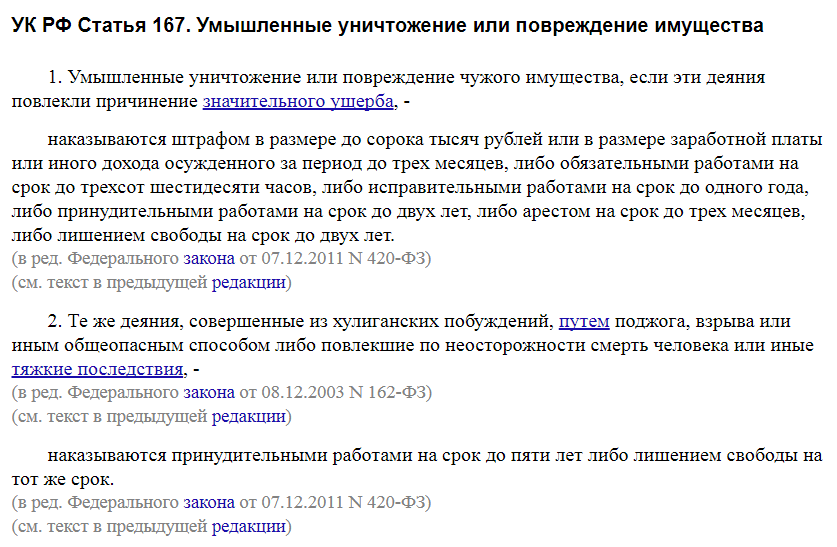 УК РФ Статья 167. Умышленные уничтожение или повреждение имущества
1. Умышленные уничтожение или повреждение чужого имущества, если эти деяния
повлекли причинение значительного ущерба, -
наказываются штрафом в размере до сорока тысяч рублей или в размере заработной платы
или иного дохода осужденного за период до трех месяцев, либо обязательными работами на
срок до трехсот шестидесяти часов, либо исправительными работами на срок до одного года,
либо принудительными работами на срок до двух лет, либо арестом на срок до трех месяцев,
либо лишением свободы на срок до двух лет.
(в ред. Федерального закона от 07.12.2011 N 420-ФЗ)
(см. текст в предыдущей редакции)
2. Те же деяния, совершенные из хулиганских побуждений, путем поджога, взрыва или
иным общеопасным способом либо повлекшие по неосторожности смерть человека или иные
тяжкие последствия, -
(в ред. Федерального закона от 08.12.2003 N 162-ФЗ)
(см. текст в предыдущей редакции)
наказываются принудительными работами на срок до пяти лет либо лишением свободы на
тот же срок.
(в ред. Федерального закона от 07.12.2011 N 420-ФЗ)
(см. текст в предыдущей редакции)